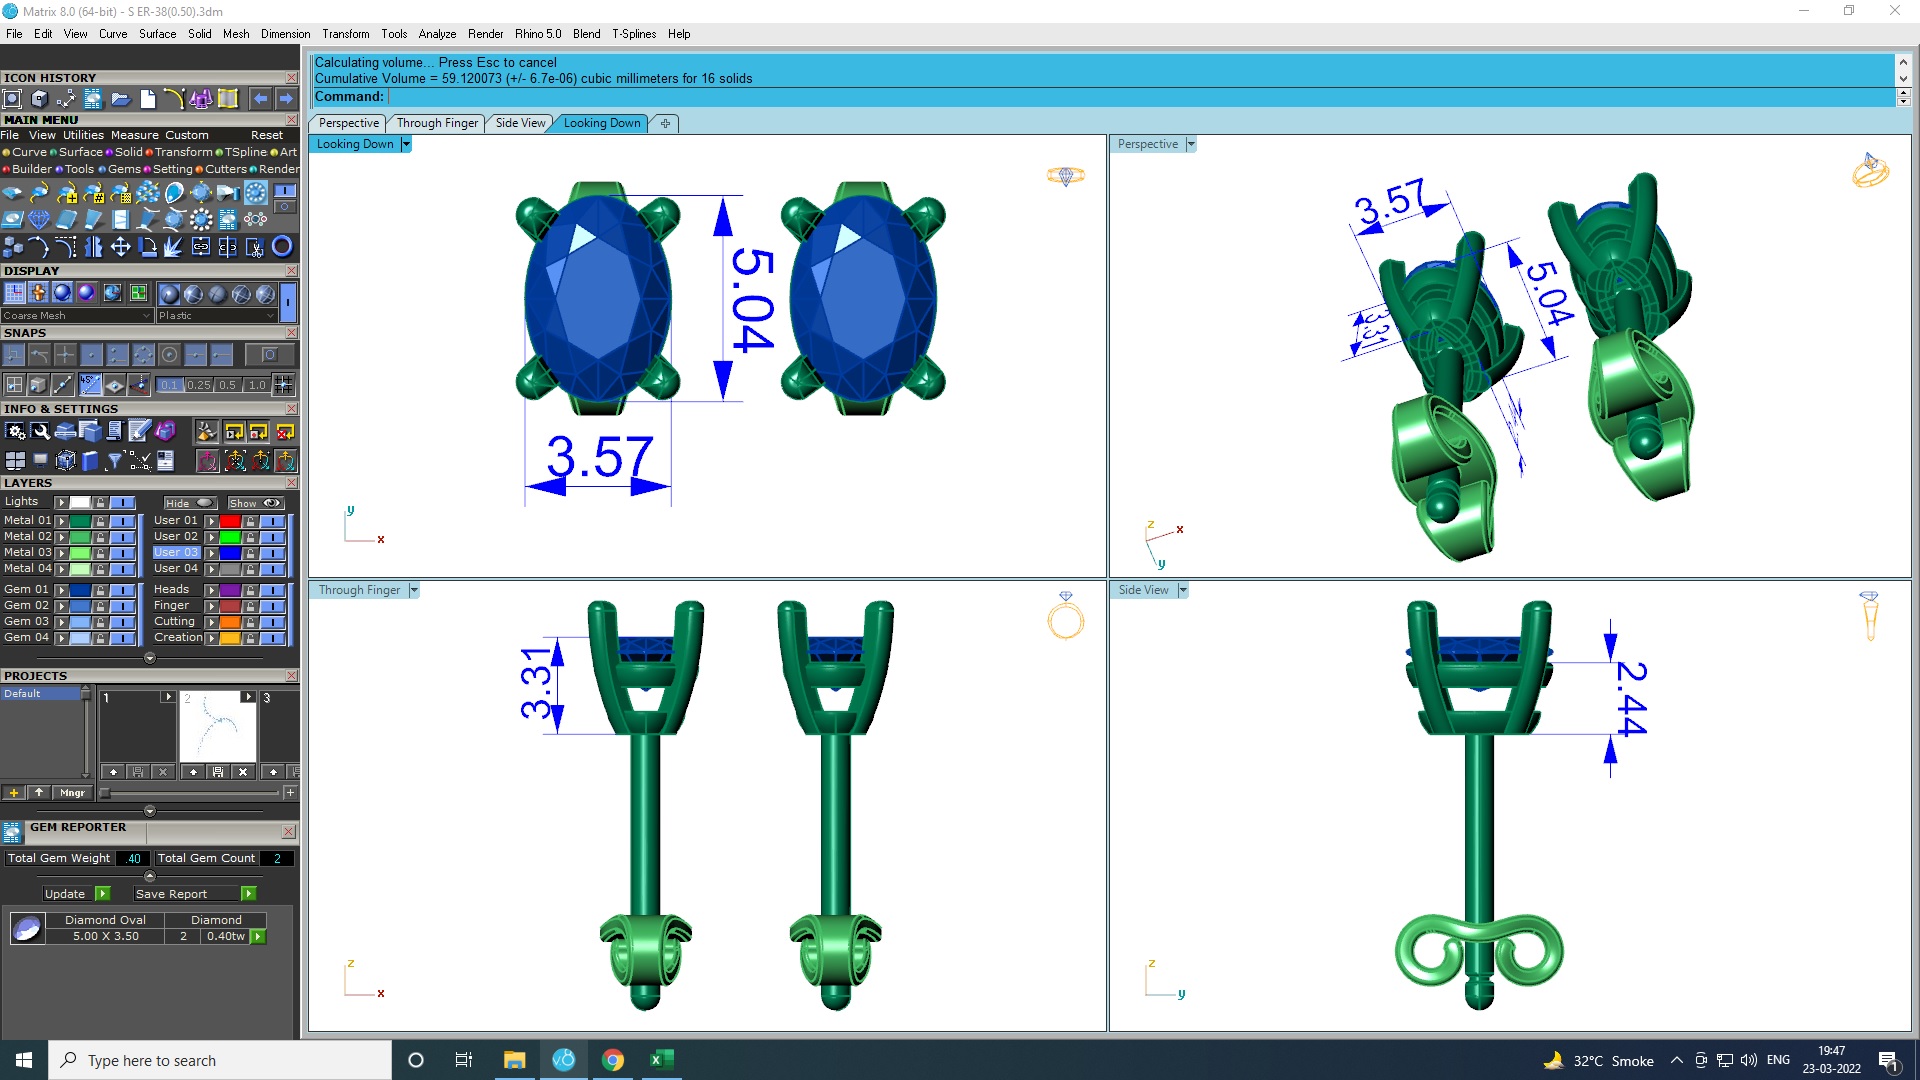 Matrix 8.0 (64-bit) - S ER-38(0.50).3dm
File Edit View Curve Surface Solid Mesh Dimension Transform Tools Analyze Render Rhino 5.0 Blend T-Splines Help
ICON HISTORY
MAIN MENU
File View Utilities Measure Custom Reset
Curve Surface Solid Transform TSpline Art
Builder Tools Gems Setting Cutters Render
DISPLAY
Coarse Mesh Plastic
SNAPS
45°
0.1 0.25 0.5 1.0
INFO & SETTINGS
LAYERS
Lights Hide Show
Metal 01 User 01
Metal 02 User 02
Metal 03 User 03
Metal 04 User 04
Gem 01 Heads
Gem 02 Finger
Gem 03 Cutting
Gem 04 Creation
PROJECTS
Default 1 2 3
Mngr
GEM REPORTER
Total Gem Weight .40 Total Gem Count 2
Update Save Report
Diamond Oval Diamond
5.00 X 3.50 2 0.40tw
Calculating volume... Press Esc to cancel
Cumulative Volume = 59.120073 (+/- 6.7e-06) cubic millimeters for 16 solids
Command:
Perspective Through Finger Side View Looking Down
Looking Down
5.04
3.57
y
x
Perspective
3.57
5.04
3.31
z
x
y
Through Finger
3.31
z
x
Side View
2.44
z
y
Type here to search
32°C Smoke ENG 19:47
23-03-2022
1